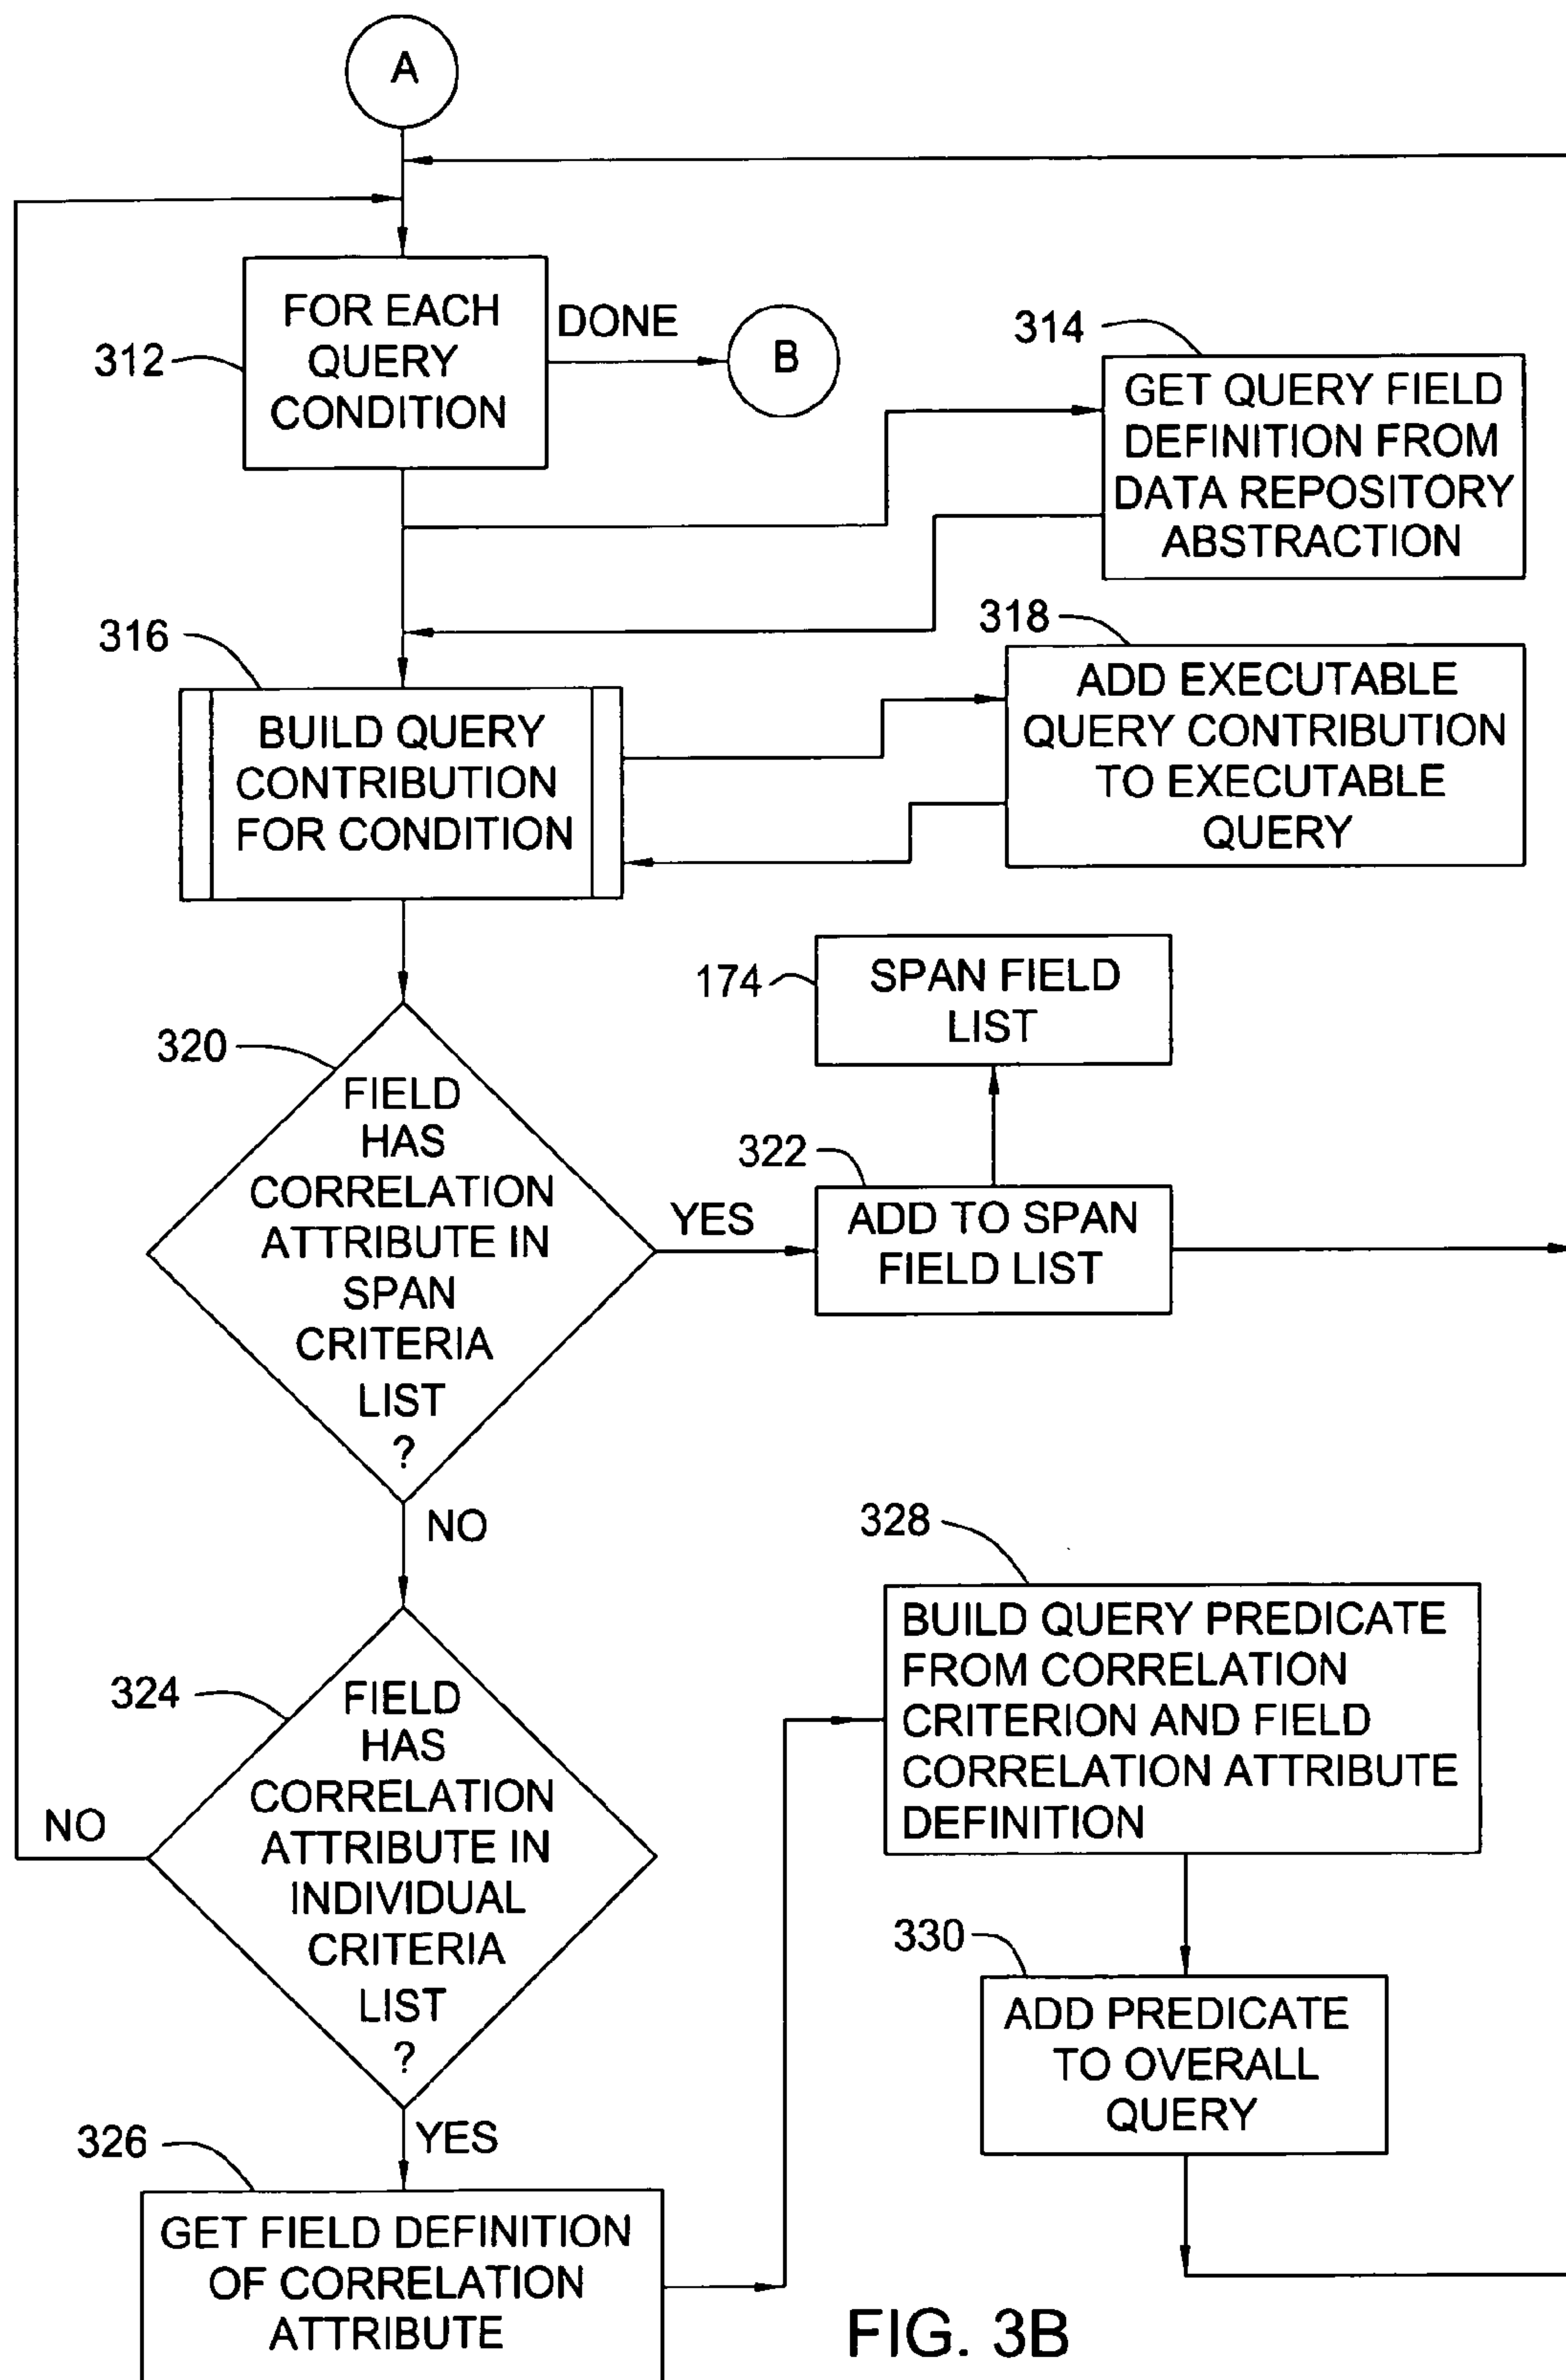 A
FOR EACH
QUERY
CONDITION
312
DONE
B
314
GET QUERY FIELD
DEFINITION FROM
DATA REPOSITORY
ABSTRACTION
316
BUILD QUERY
CONTRIBUTION
FOR CONDITION
318
ADD EXECUTABLE
QUERY CONTRIBUTION
TO EXECUTABLE
QUERY
174
SPAN FIELD
LIST
320
FIELD
HAS
CORRELATION
ATTRIBUTE IN
SPAN
CRITERIA
LIST
?
YES
322
ADD TO SPAN
FIELD LIST
NO
324
FIELD
HAS
CORRELATION
ATTRIBUTE IN
INDIVIDUAL
CRITERIA
LIST
?
NO
YES
326
GET FIELD DEFINITION
OF CORRELATION
ATTRIBUTE
328
BUILD QUERY PREDICATE
FROM CORRELATION
CRITERION AND FIELD
CORRELATION ATTRIBUTE
DEFINITION
330
ADD PREDICATE
TO OVERALL
QUERY
FIG. 3B